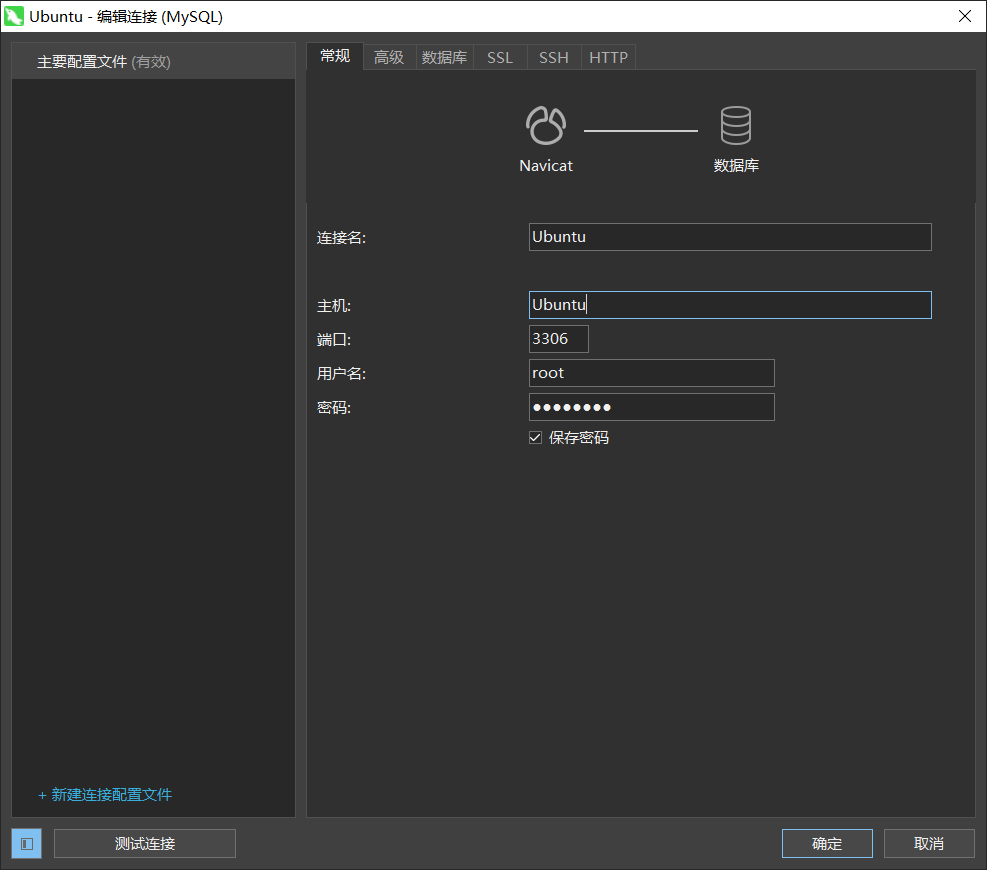 Ubuntu - 编辑连接 (MySQL)
主要配置文件 (有效)
常规 高级 数据库 SSL SSH HTTP
Navicat 数据库
连接名: Ubuntu
主机: Ubuntu
端口: 3306
用户名: root
密码: ●●●●●●●●
保存密码
+ 新建连接配置文件
测试连接 确定 取消